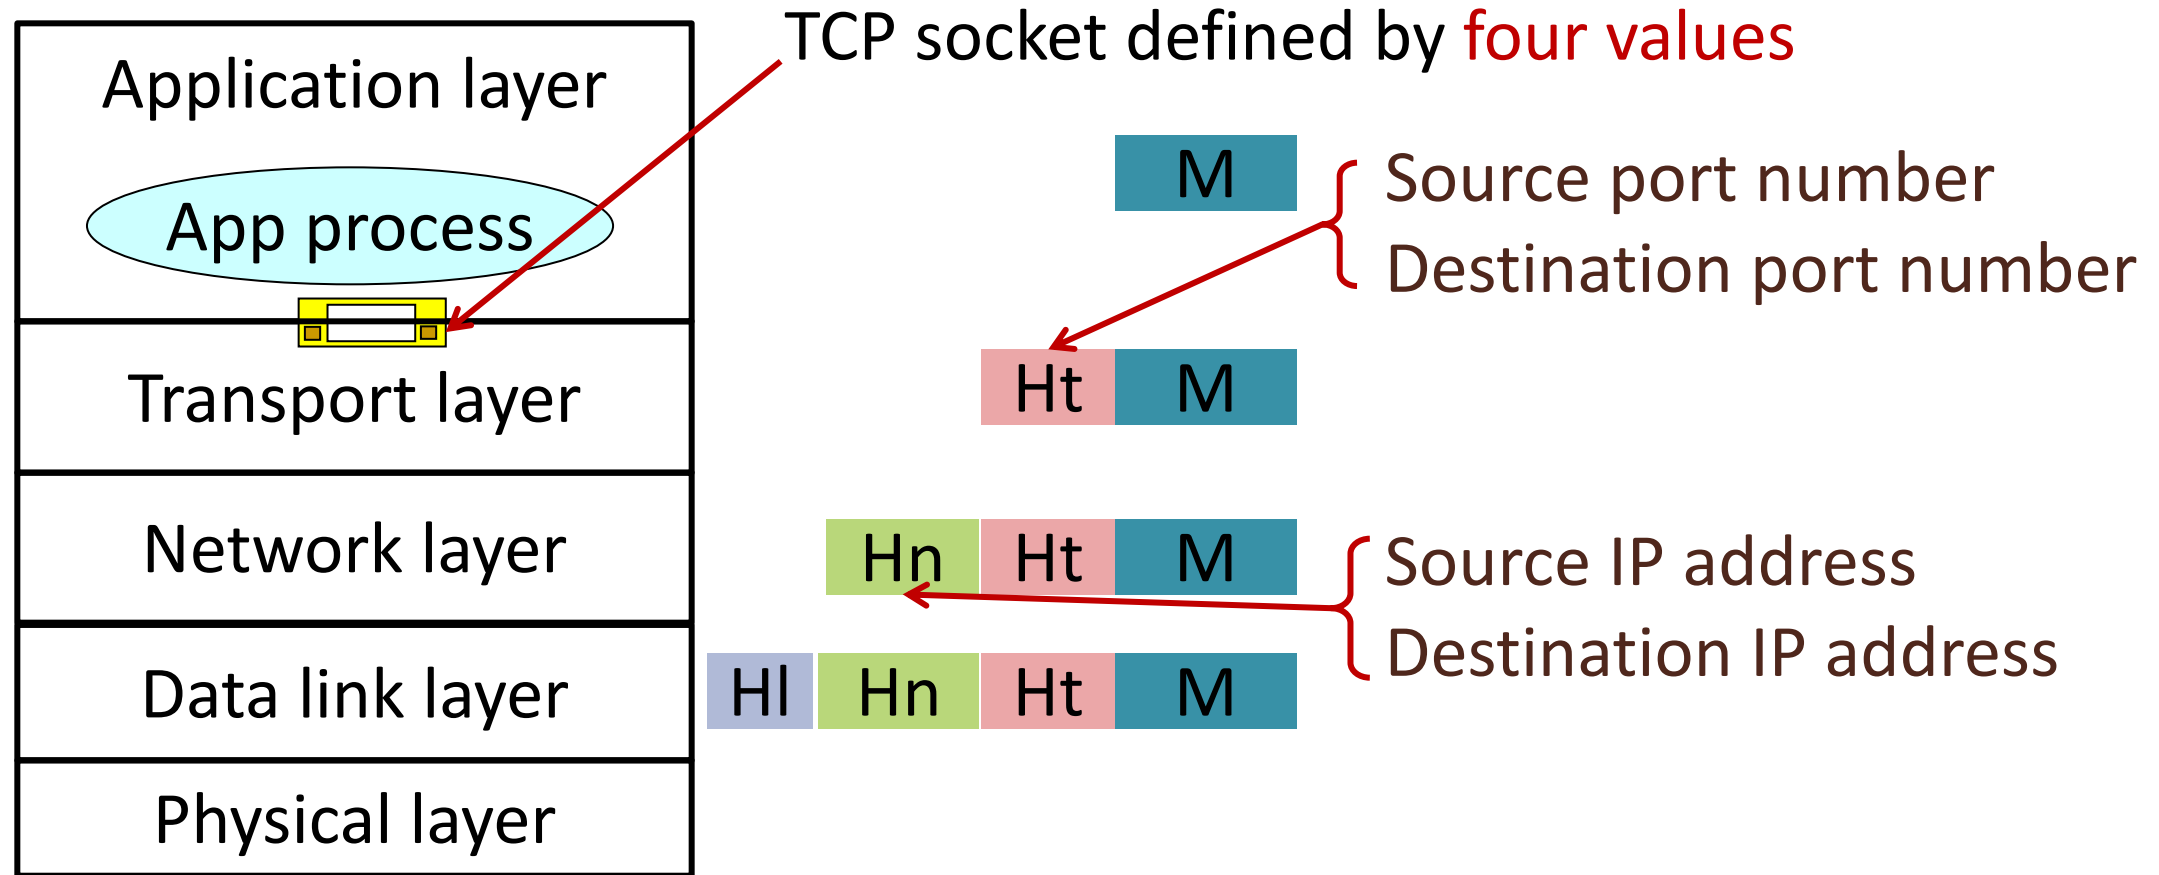 TCP socket defined by four values
Application layer
App process
Transport layer
Network layer
Data link layer
Physical layer
M
Source port number
Destination port number
Ht M
Hn Ht M
Source IP address
Destination IP address
Hl Hn Ht M